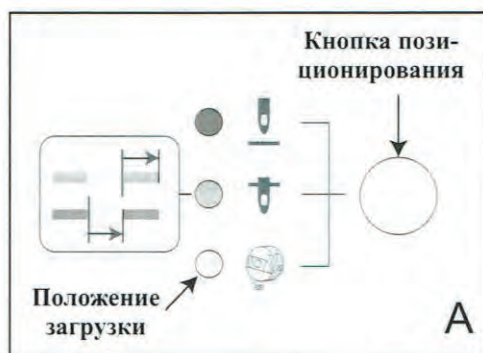 Кнопка пози-
ционирования
Положение
загрузки
A